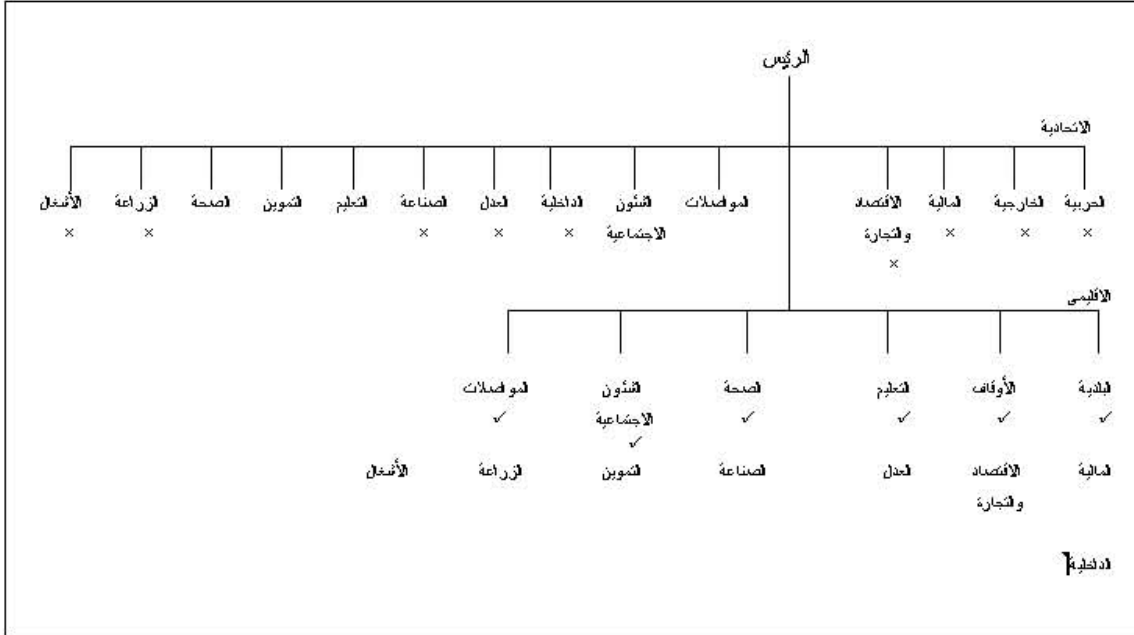 الرئيس
الاتحادية
الحربية الخارجية المالية الاقتصاد المواصلات الشئون الداخلية العدل الصناعة التعليم التموين الصحة الزراعة الأشغال
× × × والتجارة الاجتماعية × × × × ×
×
الاقليمى
البلدية الأوقاف التعليم الصحة الشئون المواصلات
✓ ✓ ✓ ✓ الاجتماعية ✓
✓
المالية الاقتصاد العدل الصناعة التموين الزراعة الأشغال
والتجارة
الداخلية